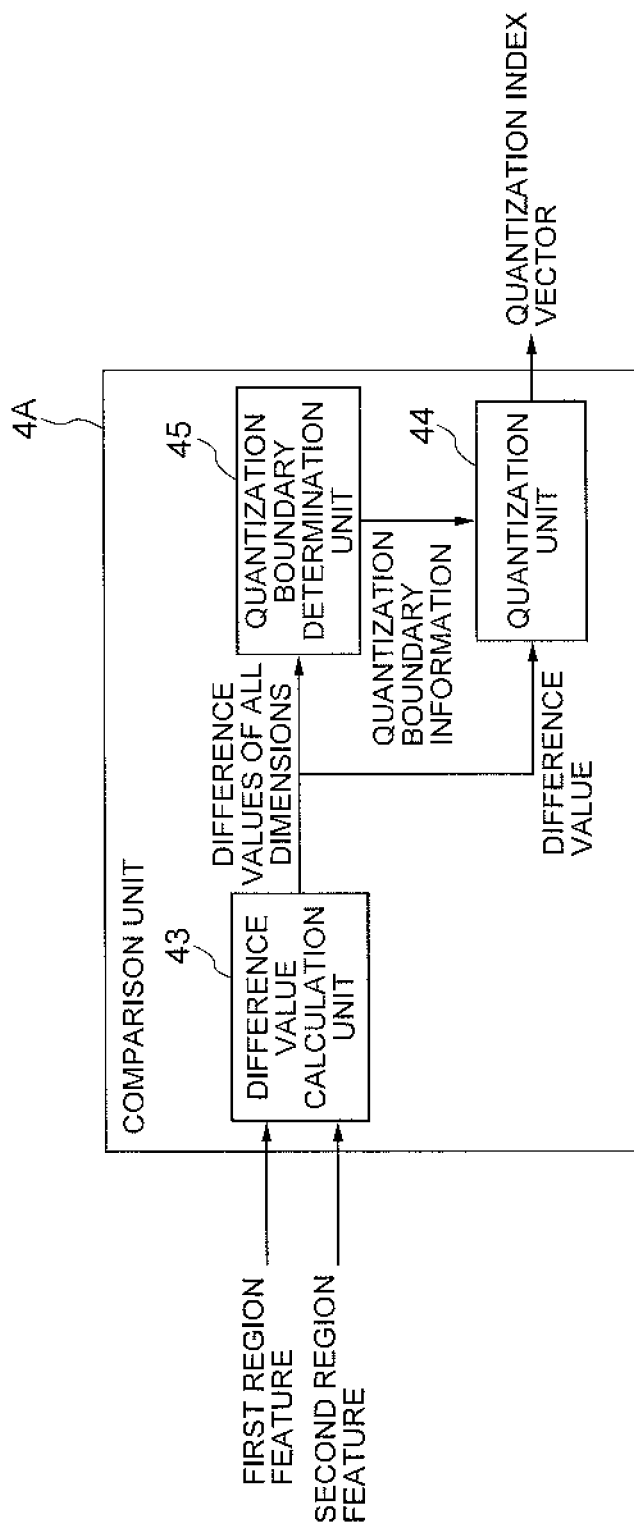 4A
COMPARISON UNIT
FIRST REGION
FEATURE
SECOND REGION
FEATURE
43
DIFFERENCE
VALUE
CALCULATION
UNIT
DIFFERENCE
VALUES OF ALL
DIMENSIONS
45
QUANTIZATION
BOUNDARY
DETERMINATION
UNIT
QUANTIZATION
BOUNDARY
INFORMATION
DIFFERENCE
VALUE
44
QUANTIZATION
UNIT
QUANTIZATION INDEX
VECTOR